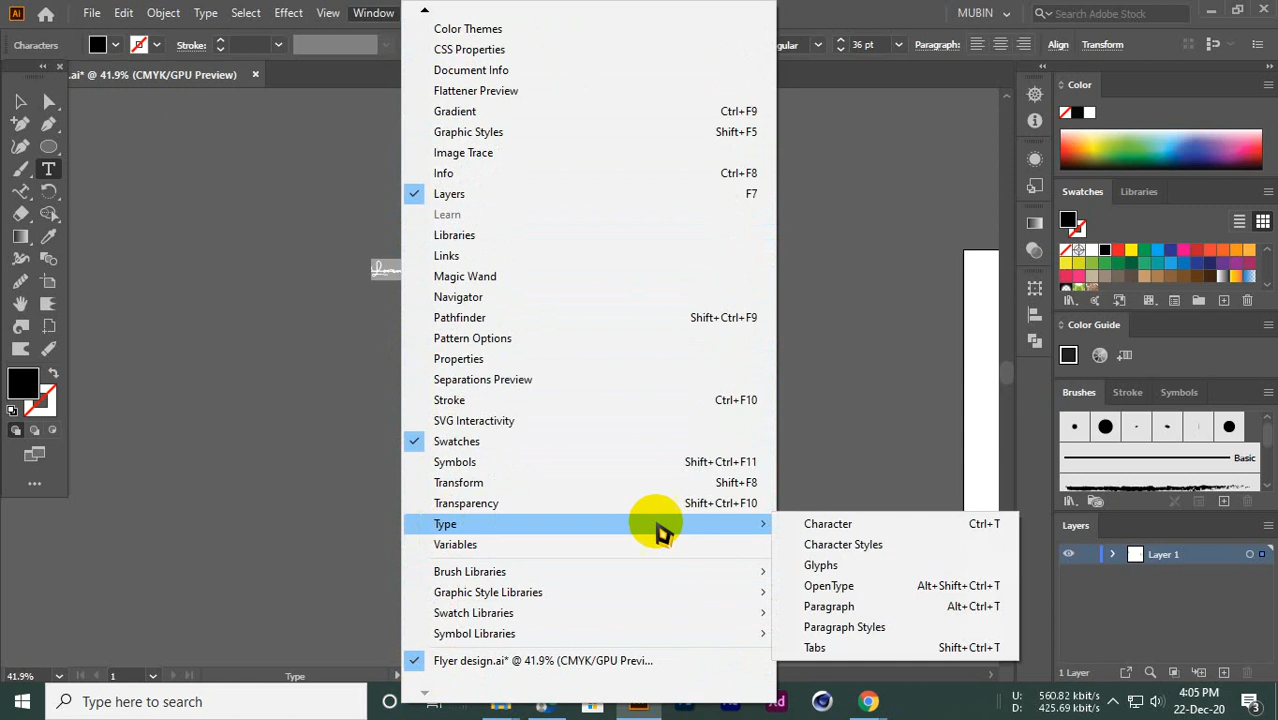 Ai
File
Edit
Object
Type
Select
Effect
View
Window
MUBIN
Search Adobe Stock
Characters
Stroke:
36 pt
Paragraph:
Align
Transform
.ai* @ 41.9% (CMYK/GPU Preview)
Color Themes
CSS Properties
Document Info
Flattener Preview
Gradient Ctrl+F9
Graphic Styles Shift+F5
Image Trace
Info Ctrl+F8
Layers F7
Learn
Libraries
Links
Magic Wand
Navigator
Pathfinder Shift+Ctrl+F9
Pattern Options
Properties
Separations Preview
Stroke Ctrl+F10
SVG Interactivity
Swatches
Symbols Shift+Ctrl+F11
Transform Shift+F8
Transparency Shift+Ctrl+F10
Type
Variables
Brush Libraries
Graphic Style Libraries
Swatch Libraries
Symbol Libraries
Flyer design.ai* @ 41.9% (CMYK/GPU Previ...
Character Ctrl+T
Character Styles
Glyphs
OpenType Alt+Shift+Ctrl+T
Paragraph Alt+Ctrl+T
Paragraph Styles
Tabs Shift+Ctrl+T
Color
Swatches
Libraries
Color Guide
Brushes
Stroke
Symbols
Basic
Layers
Layer 1
1 Layer
41.9%
1
Type
Type here to search
Ad
U: 560.82 kbit/s
D: 422.99 kbit/s
4:05 PM
22-Dec-20
3